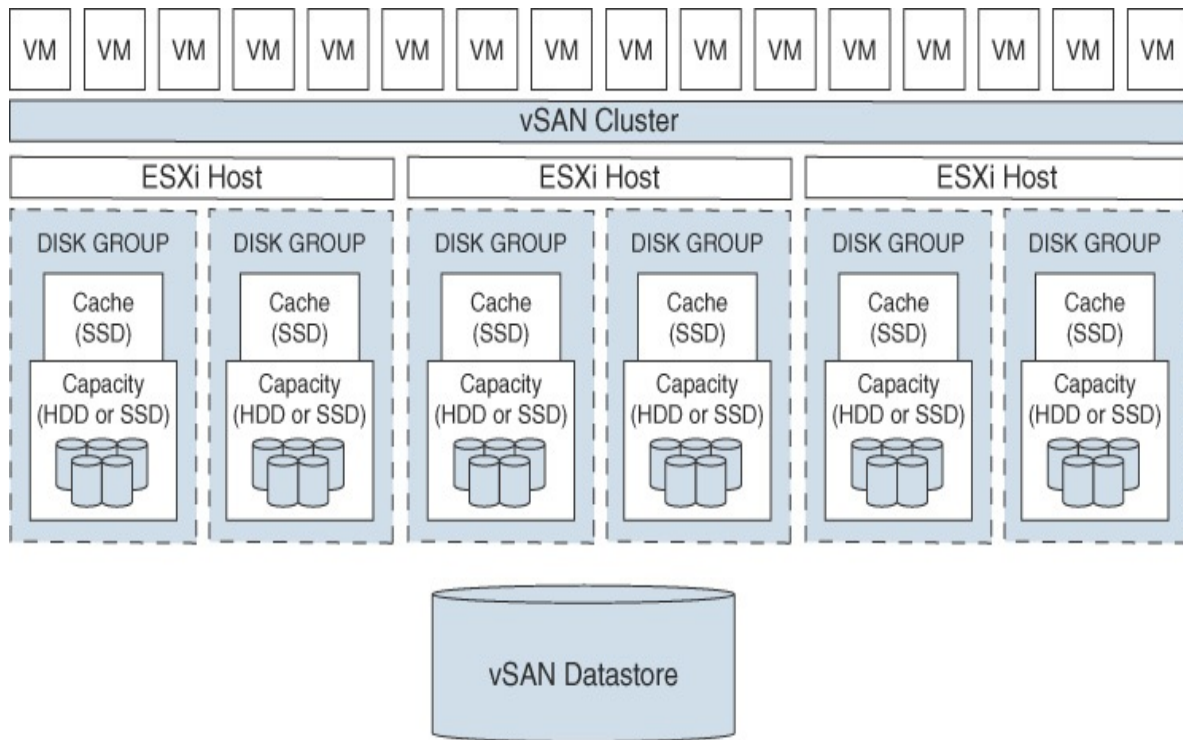 VM VM VM VM VM VM VM VM VM VM VM VM VM VM VM VM
vSAN Cluster
ESXi Host ESXi Host ESXi Host
DISK GROUP DISK GROUP DISK GROUP DISK GROUP DISK GROUP DISK GROUP
Cache Cache Cache Cache Cache Cache
(SSD) (SSD) (SSD) (SSD) (SSD) (SSD)
Capacity Capacity Capacity Capacity Capacity Capacity
(HDD or SSD) (HDD or SSD) (HDD or SSD) (HDD or SSD) (HDD or SSD) (HDD or SSD)
vSAN Datastore